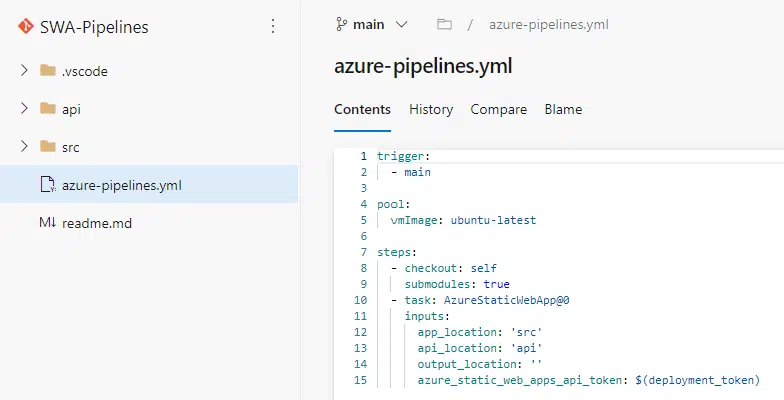 SWA-Pipelines
.vscode
api
src
azure-pipelines.yml
readme.md
main / azure-pipelines.yml
azure-pipelines.yml
Contents History Compare Blame
1 trigger:
2   - main
3
4 pool:
5   vmImage: ubuntu-latest
6
7 steps:
8   - checkout: self
9     submodules: true
10   - task: AzureStaticWebApp@0
11     inputs:
12       app_location: 'src'
13       api_location: 'api'
14       output_location: ''
15       azure_static_web_apps_api_token: $(deployment_token)